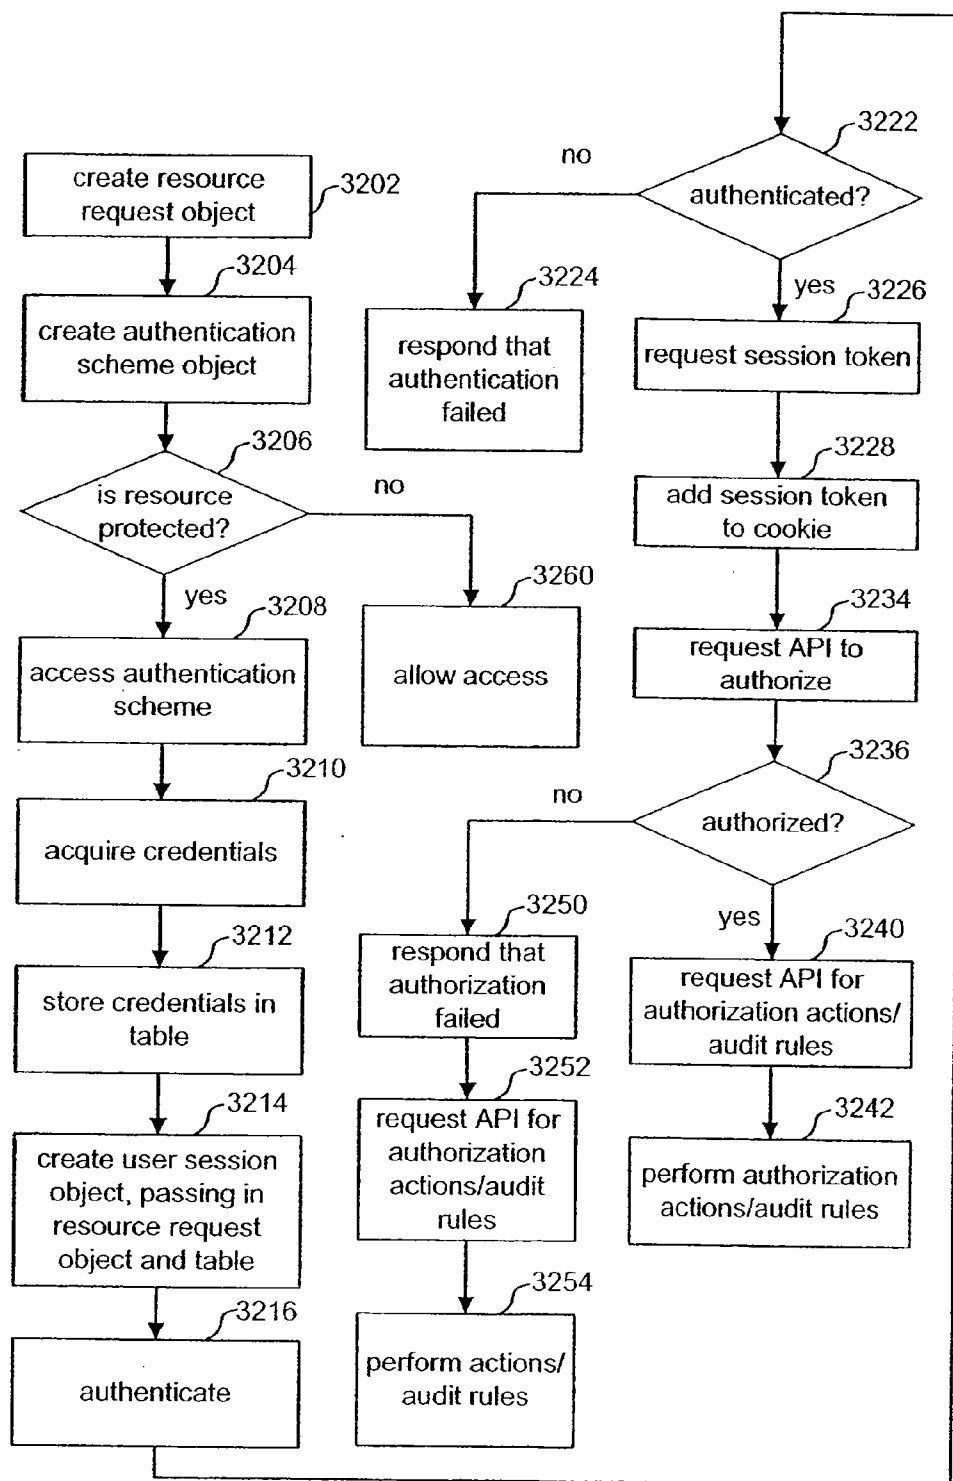 create resource
request object
3202
3204
create authentication
scheme object
3206
is resource
protected?
no
yes
3208
access authentication
scheme
3210
acquire credentials
3212
store credentials in
table
3214
create user session
object, passing in
resource request
object and table
3216
authenticate
3260
allow access
3222
authenticated?
no
yes
3224
respond that
authentication
failed
3226
request session token
3228
add session token
to cookie
3234
request API to
authorize
3236
authorized?
no
yes
3250
respond that
authorization
failed
3252
request API for
authorization
actions/audit
rules
3254
perform actions/
audit rules
3240
request API for
authorization actions/
audit rules
3242
perform authorization
actions/audit rules